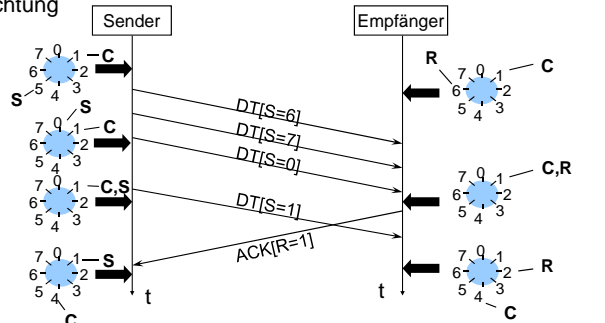 chtung
Sender
Empfänger
7 0 1 C
6 2
5 4 3
S
S
7 0 1 C
6 2
5 4 3
7 0 1 C,S
6 2
5 4 3
7 0 1 S
6 2
5 4 3
C
DT[S=6]
DT[S=7]
DT[S=0]
DT[S=1]
ACK[R=1]
t
t
R
C
7 0 1
6 2
5 4 3
C,R
7 0 1
6 2
5 4 3
7 0 1
6 2 R
5 4 3
C